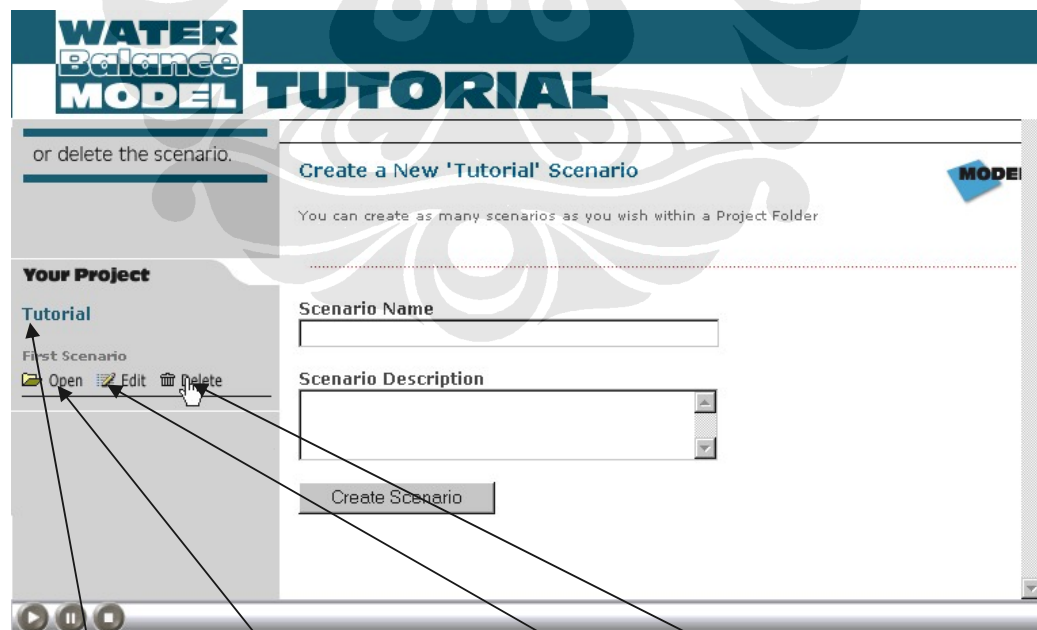 WATER
Balance
MODEL TUTORIAL
or delete the scenario.
Create a New 'Tutorial' Scenario
MODE
You can create as many scenarios as you wish within a Project Folder
Your Project
Tutorial
First Scenario
Open Edit Delete
Scenario Name
Scenario Description
Create Scenario